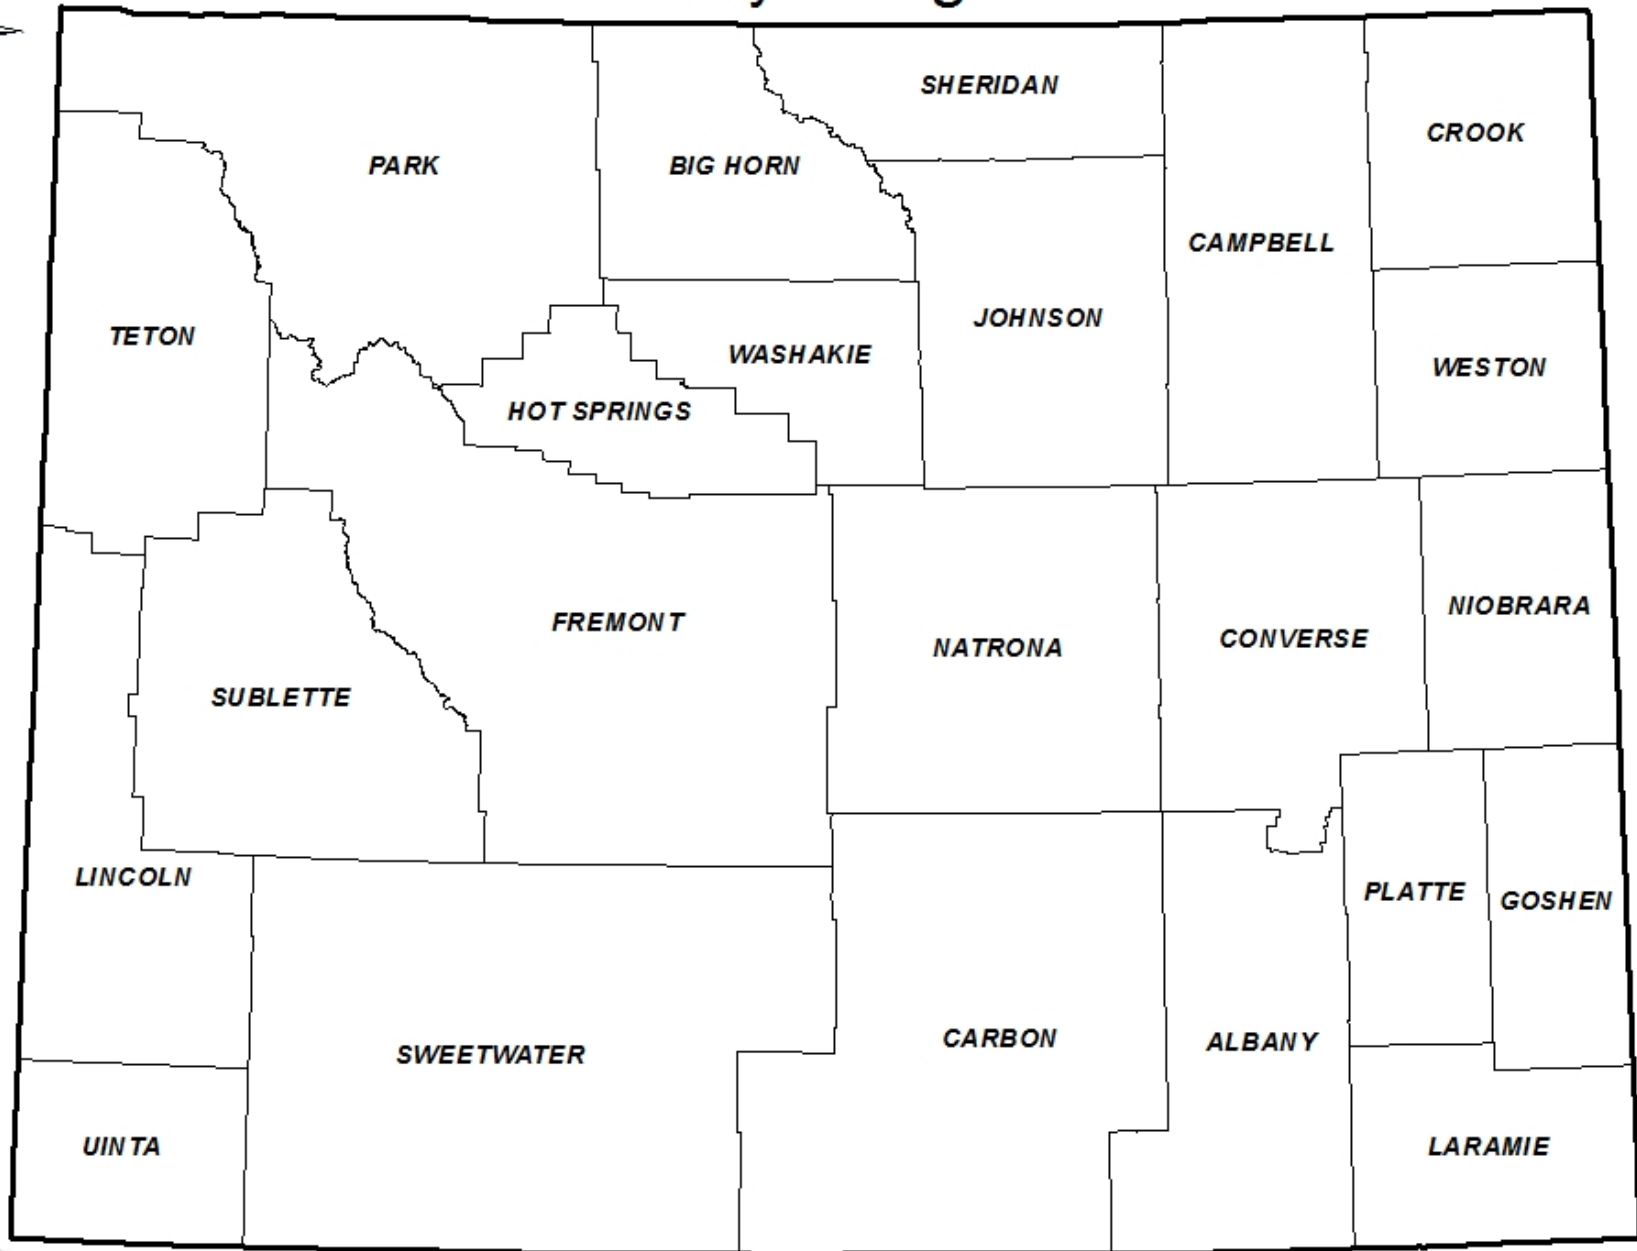 SHERIDAN
CROOK
PARK
BIG HORN
CAMPBELL
JOHNSON
TETON
WASHAKIE
WESTON
HOT SPRINGS
NIOBRARA
FREMONT
CONVERSE
NATRONA
SUBLETTE
LINCOLN
PLATTE
GOSHEN
CARBON
ALBANY
SWEETWATER
UINTA
LARAMIE